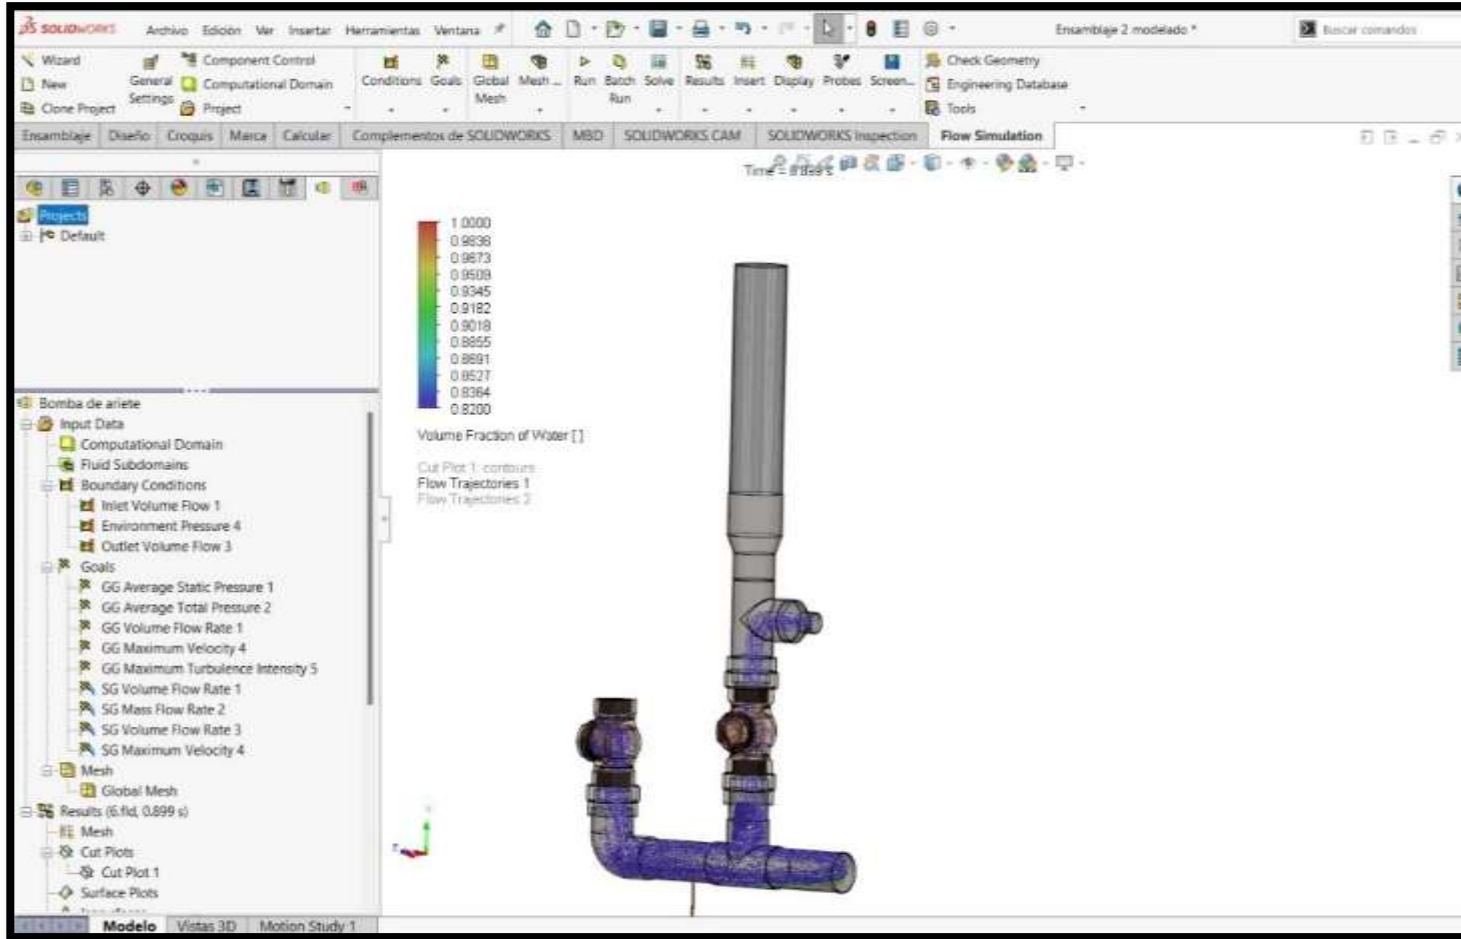 SOLIDWORKS Archivo Edición Ver Insertar Herramientas Ventana Ensamblaje 2 modelado * Buscar comandos
Wizard
New
Clone Project
General Settings
Component Control
Computational Domain
Project
Conditions Goals Global Mesh Mesh ... Run Batch Run Solve Results Insert Display Probes Screen...
Check Geometry
Engineering Database
Tools
Ensamblaje Diseño Croquis Marca Calcular Complementos de SOLIDWORKS MBD SOLIDWORKS CAM SOLIDWORKS Inspection Flow Simulation
Projects
Default
Bomba de ariete
Input Data
Computational Domain
Fluid Subdomains
Boundary Conditions
Inlet Volume Flow 1
Environment Pressure 4
Outlet Volume Flow 3
Goals
GG Average Static Pressure 1
GG Average Total Pressure 2
GG Volume Flow Rate 1
GG Maximum Velocity 4
GG Maximum Turbulence Intensity 5
SG Volume Flow Rate 1
SG Mass Flow Rate 2
SG Volume Flow Rate 3
SG Maximum Velocity 4
Mesh
Global Mesh
Results (6.fld, 0.899 s)
Mesh
Cut Plots
Cut Plot 1
Surface Plots
Time =
1.0000
0.9836
0.9673
0.9509
0.9345
0.9182
0.9018
0.8855
0.8691
0.8527
0.8364
0.8200
Volume Fraction of Water [ ]
Cut Plot 1: contours
Flow Trajectories 1
Flow Trajectories 2
Modelo Vistas 3D Motion Study 1